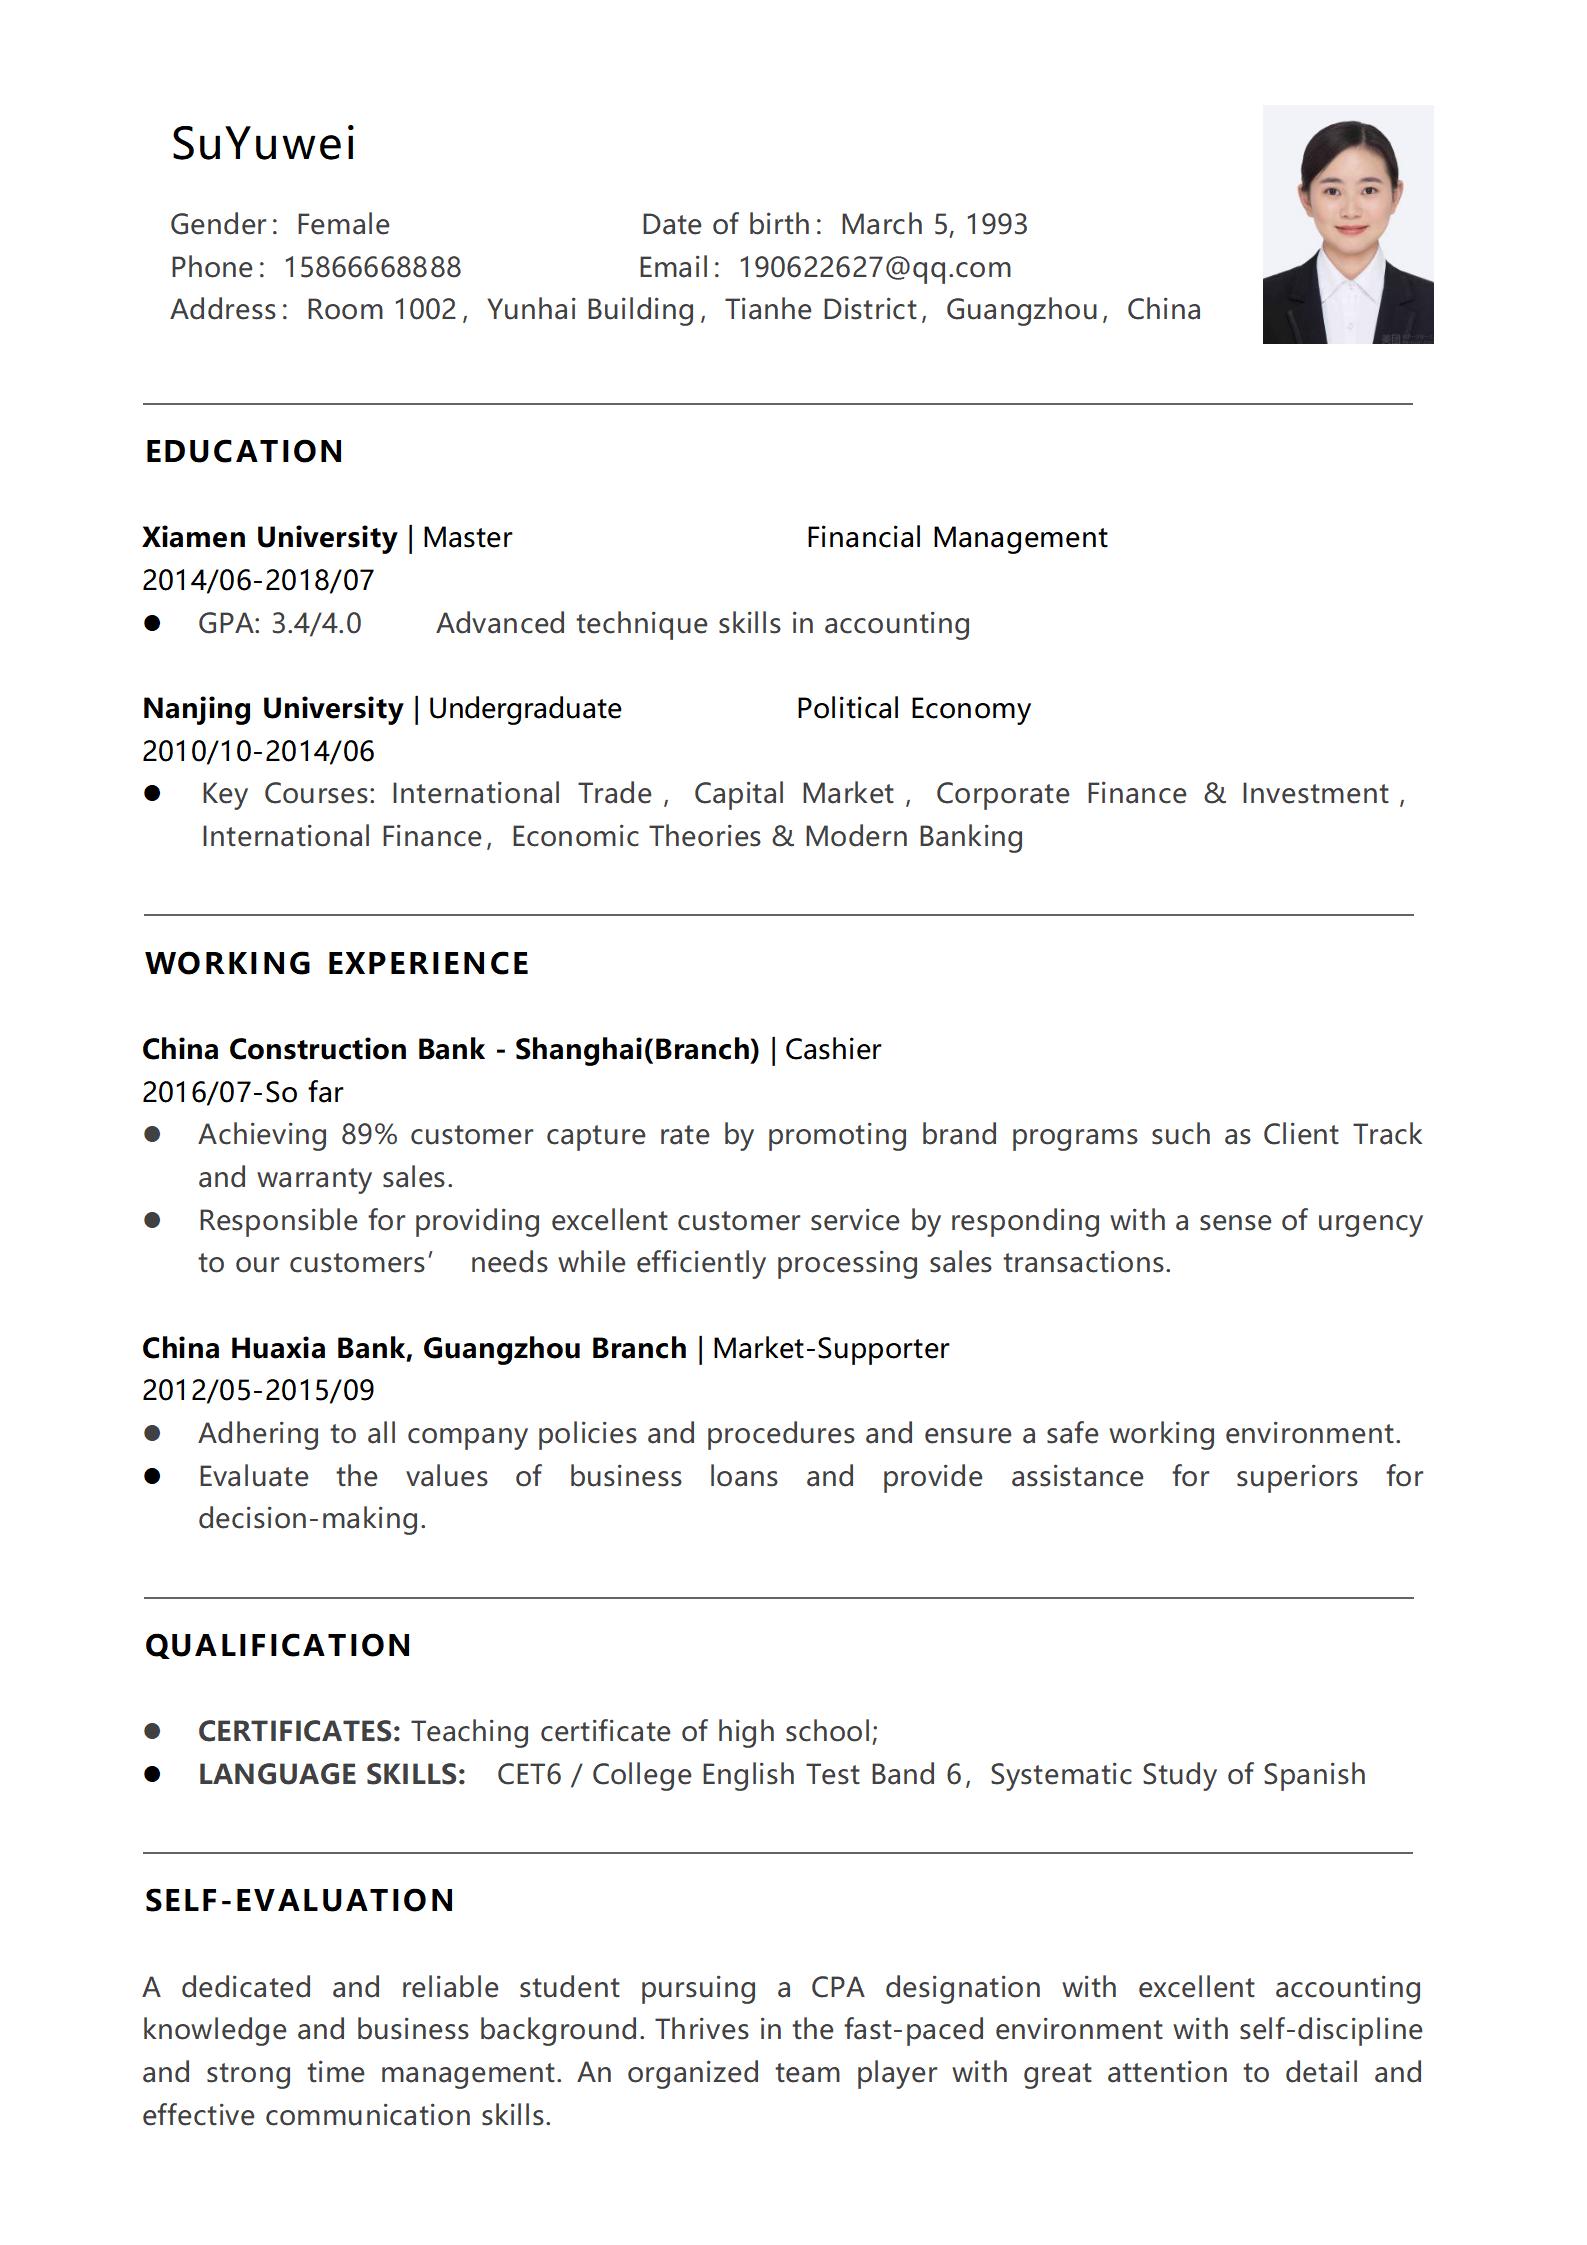 SuYuwei
Gender: Female Date of birth: March 5, 1993
Phone: 15866668888 Email: 190622627@qq.com
Address: Room 1002, Yunhai Building, Tianhe District, Guangzhou, China
EDUCATION
Xiamen University | Master Financial Management
2014/06-2018/07
● GPA: 3.4/4.0 Advanced technique skills in accounting
Nanjing University | Undergraduate Political Economy
2010/10-2014/06
● Key Courses: International Trade , Capital Market , Corporate Finance & Investment ,
International Finance, Economic Theories & Modern Banking
WORKING EXPERIENCE
China Construction Bank - Shanghai(Branch) | Cashier
2016/07-So far
● Achieving 89% customer capture rate by promoting brand programs such as Client Track
and warranty sales.
● Responsible for providing excellent customer service by responding with a sense of urgency
to our customers’ needs while efficiently processing sales transactions.
China Huaxia Bank, Guangzhou Branch | Market-Supporter
2012/05-2015/09
● Adhering to all company policies and procedures and ensure a safe working environment.
● Evaluate the values of business loans and provide assistance for superiors for
decision-making.
QUALIFICATION
● CERTIFICATES: Teaching certificate of high school;
● LANGUAGE SKILLS: CET6 / College English Test Band 6, Systematic Study of Spanish
SELF-EVALUATION
A dedicated and reliable student pursuing a CPA designation with excellent accounting
knowledge and business background. Thrives in the fast-paced environment with self-discipline
and strong time management. An organized team player with great attention to detail and
effective communication skills.